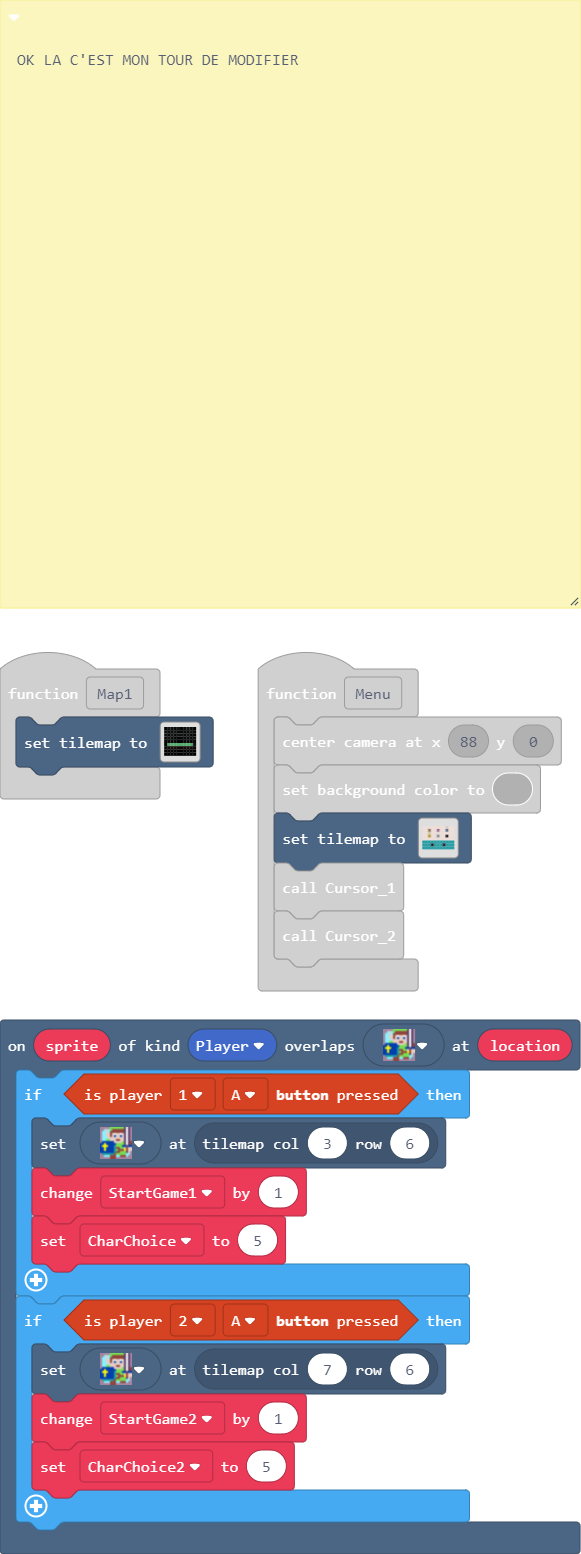 OK LA C'EST MON TOUR DE MODIFIER
function Map1
set tilemap to
function Menu
center camera at x 88 y 0
set background color to
set tilemap to
call Cursor_1
call Cursor_2
on sprite of kind Player overlaps at location
if is player 1 A button pressed then
set at tilemap col 3 row 6
change StartGame1 by 1
set CharChoice to 5
if is player 2 A button pressed then
set at tilemap col 7 row 6
change StartGame2 by 1
set CharChoice2 to 5